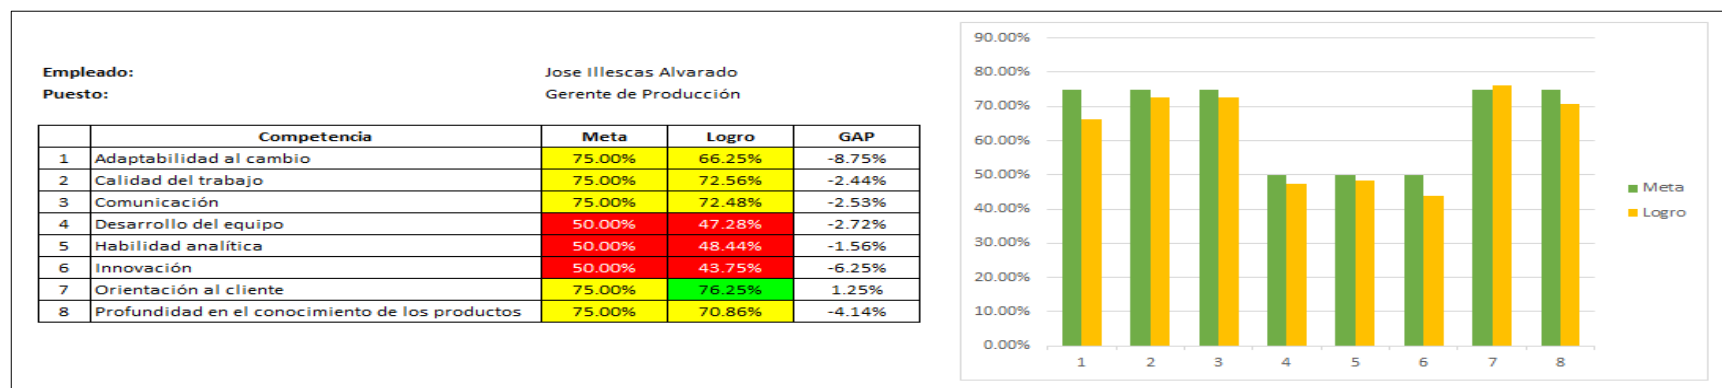 Empleado: Jose Illescas Alvarado
Puesto: Gerente de Producción
Competencia Meta Logro GAP
1 Adaptabilidad al cambio 75.00% 66.25% -8.75%
2 Calidad del trabajo 75.00% 72.56% -2.44%
3 Comunicación 75.00% 72.48% -2.53%
4 Desarrollo del equipo 50.00% 47.28% -2.72%
5 Habilidad analítica 50.00% 48.44% -1.56%
6 Innovación 50.00% 43.75% -6.25%
7 Orientación al cliente 75.00% 76.25% 1.25%
8 Profundidad en el conocimiento de los productos 75.00% 70.86% -4.14%
90.00%
80.00%
70.00%
60.00%
50.00%
40.00%
30.00%
20.00%
10.00%
0.00%
1 2 3 4 5 6 7 8
Meta
Logro